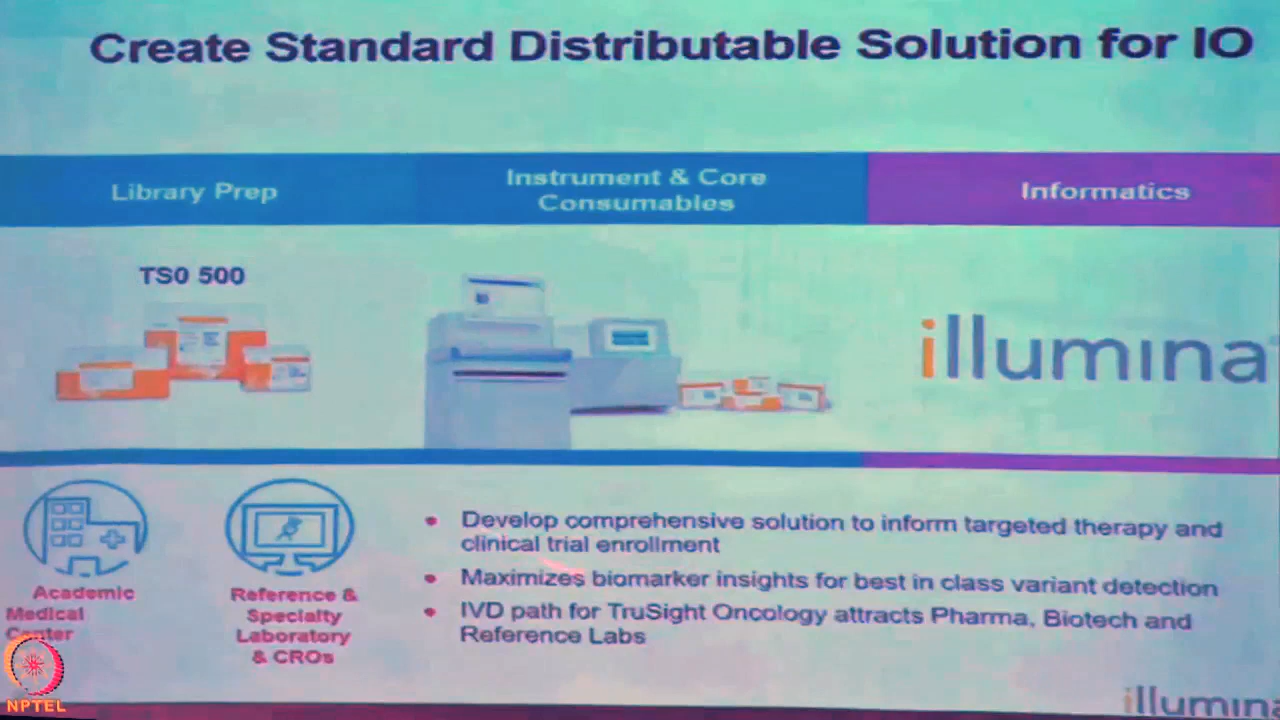 Create Standard Distributable Solution for IO
Library Prep
Instrument & Core
Consumables
Informatics
TS0 500
illumina
Academic
Medical
Center
Reference &
Specialty
Laboratory
& CROs
• Develop comprehensive solution to inform targeted therapy and
clinical trial enrollment
• Maximizes biomarker insights for best in class variant detection
• IVD path for TruSight Oncology attracts Pharma, Biotech and
Reference Labs
NPTEL
illumina